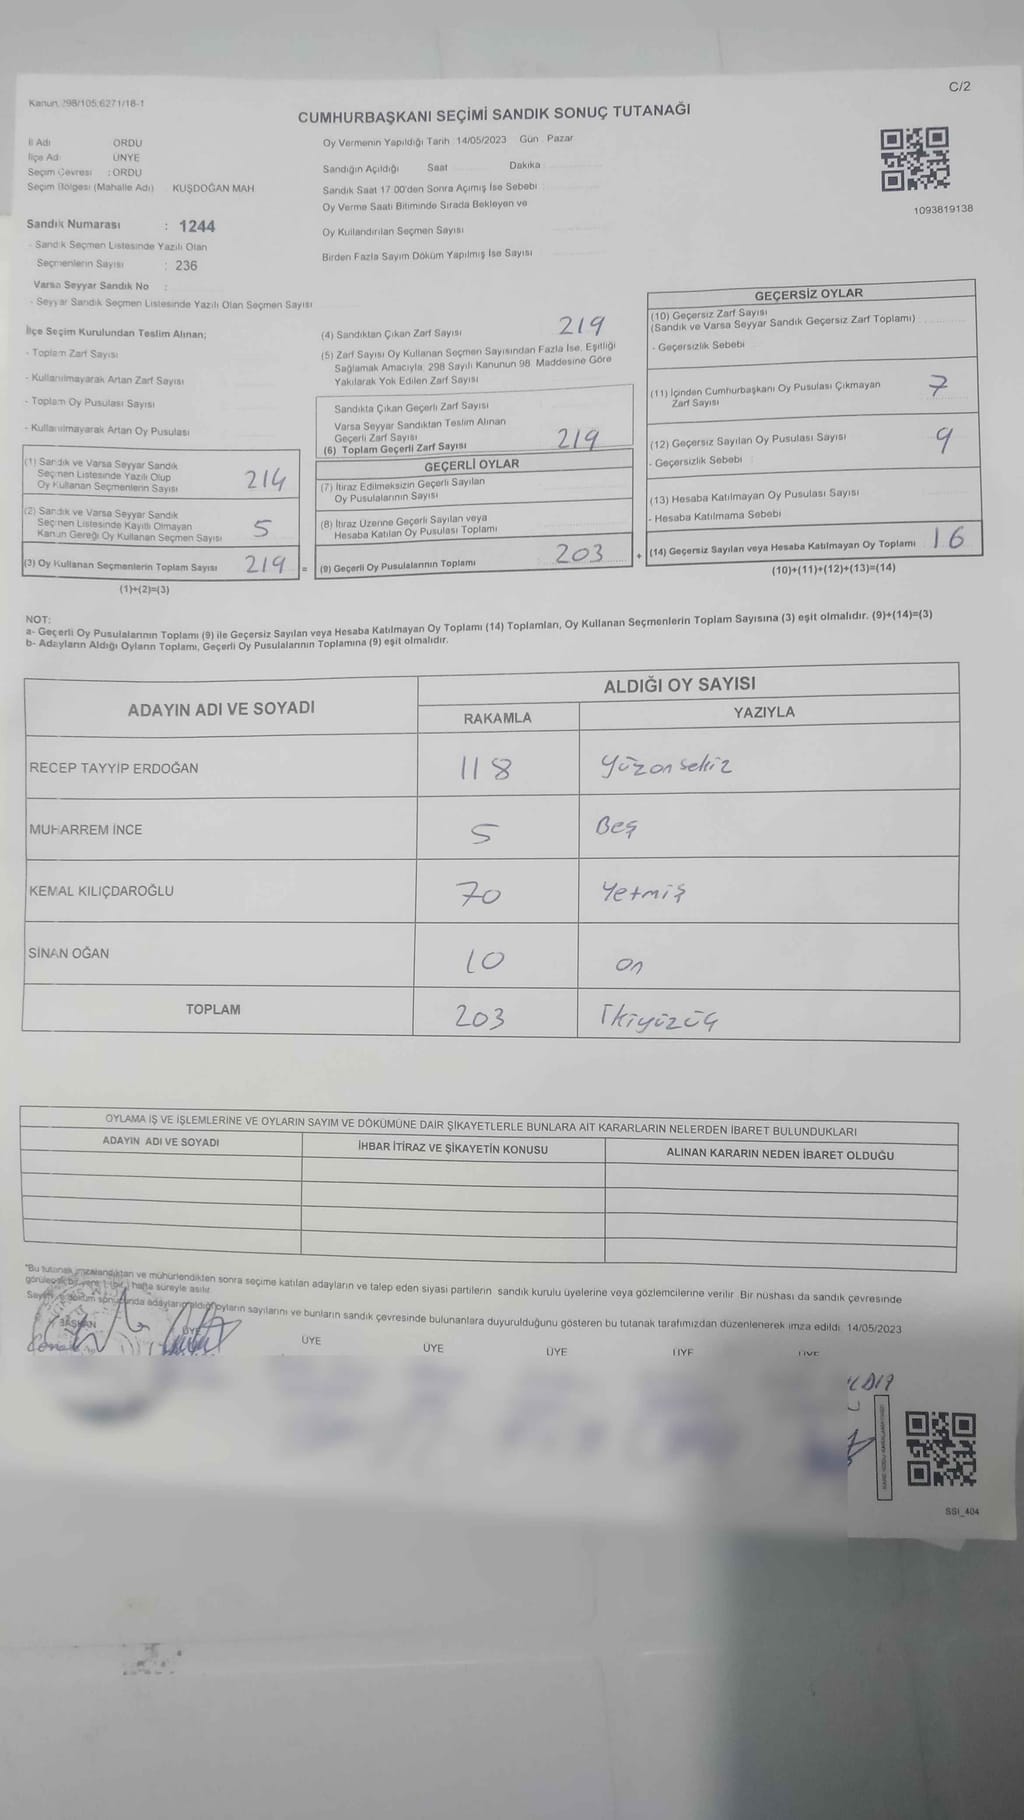 Kanun, 298/105,6271/18-1
C/2
CUMHURBAŞKANI SEÇİMİ SANDIK SONUÇ TUTANAĞI
İl Adı ORDU
İlçe Adı ÜNYE
Seçim Çevresi : ORDU
Seçim Bölgesi (Mahalle Adı) KUŞDOĞAN MAH
Oy Vermenin Yapıldığı Tarih 14/05/2023 Gün Pazar
Sandığın Açıldığı Saat Dakika
Sandık Saat 17.00'den Sonra Açımış İse Sebebi
Oy Verme Saati Bitiminde Sırada Bekleyen ve
Oy Kullandırılan Seçmen Sayısı
Birden Fazla Sayım Döküm Yapılmış İse Sayısı
1093819138
Sandık Numarası : 1244
- Sandık Seçmen Listesinde Yazılı Olan
Seçmenlerin Sayısı : 236
Varsa Seyyar Sandık No :
- Seyyar Sandık Seçmen Listesinde Yazılı Olan Seçmen Sayısı
İlçe Seçim Kurulundan Teslim Alınan;
- Toplam Zarf Sayısı
- Kullanılmayarak Artan Zarf Sayısı
- Toplam Oy Pusulası Sayısı
- Kullanılmayarak Artan Oy Pusulası
(1) Sandık ve Varsa Seyyar Sandık
Seçmen Listesinde Yazılı Olup
Oy Kullanan Seçmenlerin Sayısı 214
(2) Sandık ve Varsa Seyyar Sandık
Seçmen Listesinde Kayıtlı Olmayan
Kanun Gereği Oy Kullanan Seçmen Sayısı 5
(3) Oy Kullanan Seçmenlerin Toplam Sayısı 219 =
(1)+(2)=(3)
(4) Sandıktan Çıkan Zarf Sayısı 219
(5) Zarf Sayısı Oy Kullanan Seçmen Sayısından Fazla İse, Eşitliği
Sağlamak Amacıyla, 298 Sayılı Kanunun 98. Maddesine Göre
Yakılarak Yok Edilen Zarf Sayısı
Sandıkta Çıkan Geçerli Zarf Sayısı
Varsa Seyyar Sandıktan Teslim Alınan
Geçerli Zarf Sayısı
(6) Toplam Geçerli Zarf Sayısı 219
GEÇERLİ OYLAR
(7) İtiraz Edilmeksizin Geçerli Sayılan
Oy Pusulalarının Sayısı
(8) İtiraz Üzerine Geçerli Sayılan veya
Hesaba Katılan Oy Pusulası Toplamı
(9) Geçerli Oy Pusulalarının Toplamı 203 +
GEÇERSİZ OYLAR
(10) Geçersiz Zarf Sayısı
(Sandık ve Varsa Seyyar Sandık Geçersiz Zarf Toplamı)
- Geçersizlik Sebebi
(11) İçinden Cumhurbaşkanı Oy Pusulası Çıkmayan
Zarf Sayısı 7
(12) Geçersiz Sayılan Oy Pusulası Sayısı 9
- Geçersizlik Sebebi
(13) Hesaba Katılmayan Oy Pusulası Sayısı
- Hesaba Katılmama Sebebi
(14) Geçersiz Sayılan veya Hesaba Katılmayan Oy Toplamı 16
(10)+(11)+(12)+(13)=(14)
NOT:
a- Geçerli Oy Pusulalarının Toplamı (9) ile Geçersiz Sayılan veya Hesaba Katılmayan Oy Toplamı (14) Toplamları, Oy Kullanan Seçmenlerin Toplam Sayısına (3) eşit olmalıdır. (9)+(14)=(3)
b- Adayların Aldığı Oyların Toplamı, Geçerli Oy Pusulalarının Toplamına (9) eşit olmalıdır.
ADAYIN ADI VE SOYADI
ALDIĞI OY SAYISI
RAKAMLA YAZIYLA
RECEP TAYYİP ERDOĞAN 118 Yüzonsekiz
MUHARREM İNCE 5 Beş
KEMAL KILIÇDAROĞLU 70 Yetmiş
SİNAN OĞAN 10 on
TOPLAM 203 İkiyüzüç
OYLAMA İŞ VE İŞLEMLERİNE VE OYLARIN SAYIM VE DÖKÜMÜNE DAİR ŞİKAYETLERLE BUNLARA AİT KARARLARIN NELERDEN İBARET BULUNDUKLARI
ADAYIN ADI VE SOYADI İHBAR İTİRAZ VE ŞİKAYETİN KONUSU ALINAN KARARIN NEDEN İBARET OLDUĞU
"Bu tutanak imzalandıktan ve mühürlendikten sonra seçime katılan adayların ve talep eden siyasi partilerin sandık kurulu üyelerine veya gözlemcilerine verilir. Bir nüshası da sandık çevresinde
görülecek bir yere 1 (bir) hafta süreyle asılır.
Sayım ve döküm sonucunda adayların aldığı oyların sayılarını ve bunların sandık çevresinde bulunanlara duyurulduğunu gösteren bu tutanak tarafımızdan düzenlenerek imza edildi. 14/05/2023
BAŞKAN ÜYE ÜYE ÜYE ÜYE ÜYE ÜYE
SSI_404